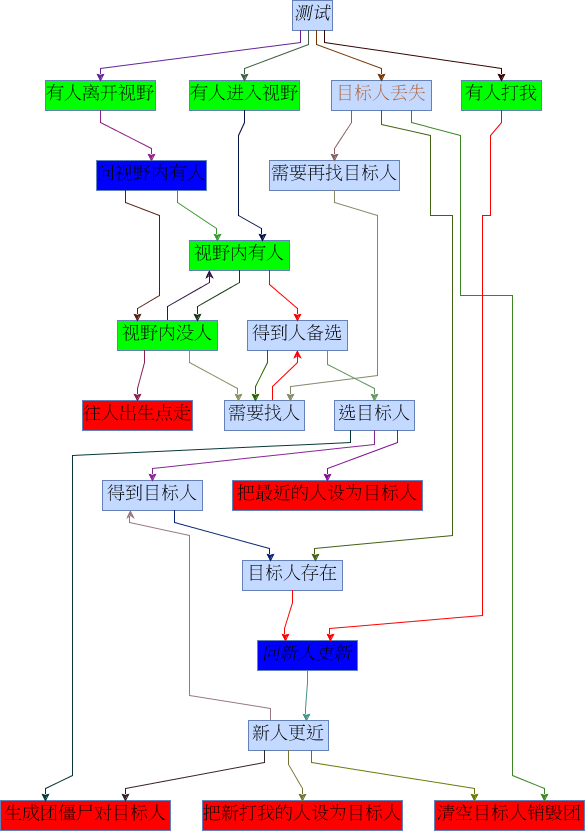 测试
有人离开视野
有人进入视野
目标人丢失
有人打我
问视野内有人
需要再找目标人
视野内有人
视野内没人
得到人备选
往人出生点走
需要找人
选目标人
得到目标人
把最近的人设为目标人
目标人存在
问新人更新
新人更近
生成团僵尸对目标人
把新打我的人设为目标人
清空目标人销毁团